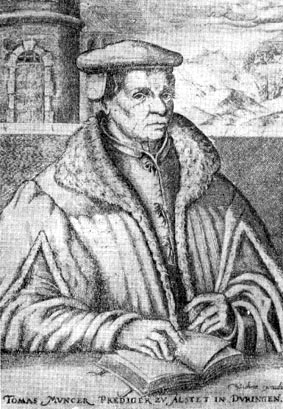 TOMAS MVNCER PREDIGER ZV ALSTET IN DVRINGEN.